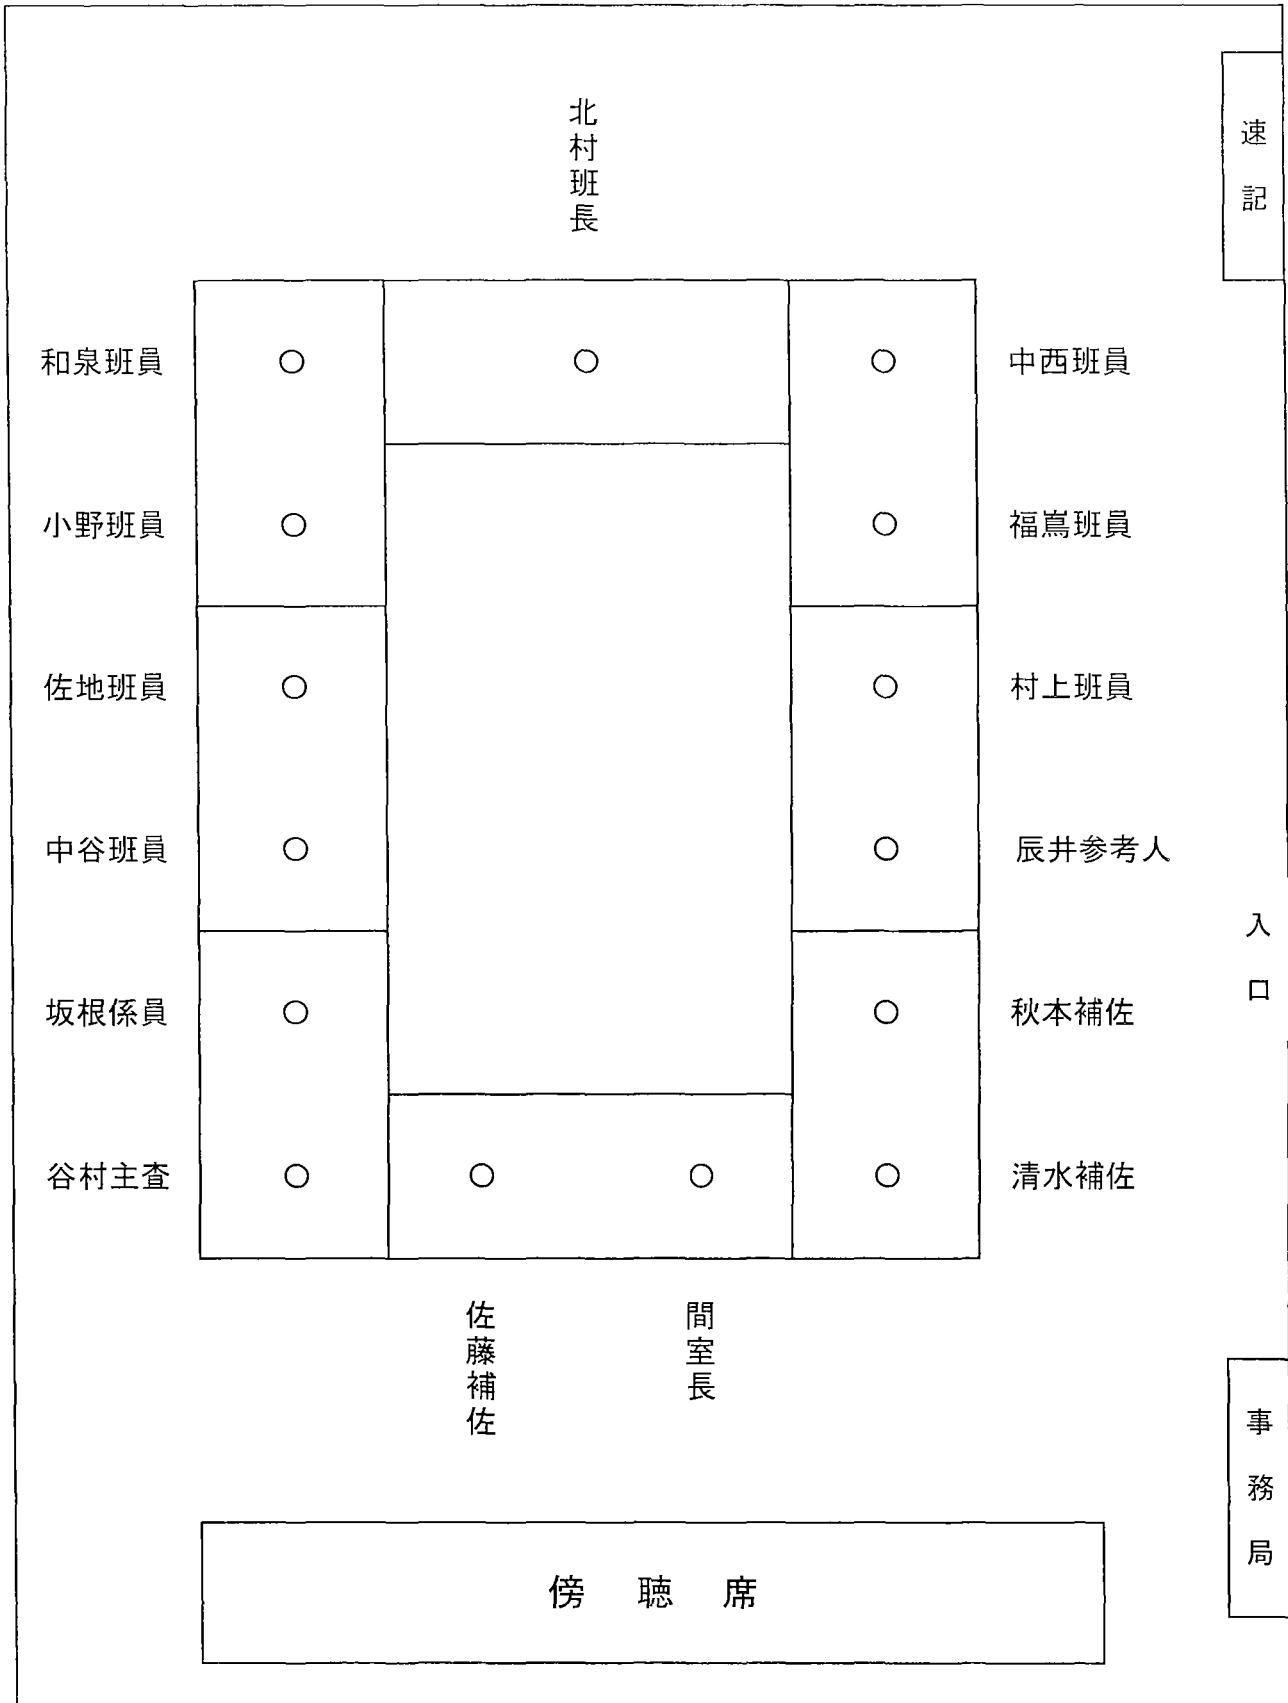 速記
北村班長
和泉班員
中西班員
小野班員
福嶌班員
佐地班員
村上班員
中谷班員
辰井参考人
入口
坂根係員
秋本補佐
谷村主査
清水補佐
佐藤補佐
間室長
事務局
傍聴席